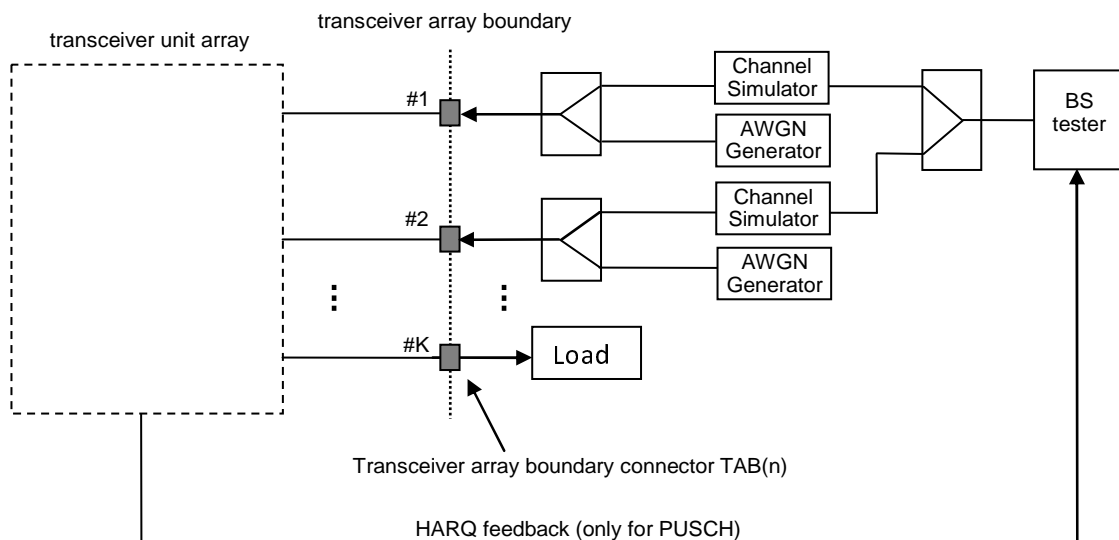 transceiver array boundary
transceiver unit array
#1
Channel
Simulator
AWGN
Generator
BS
tester
#2
Channel
Simulator
AWGN
Generator
#K
Load
Transceiver array boundary connector TAB(n)
HARQ feedback (only for PUSCH)